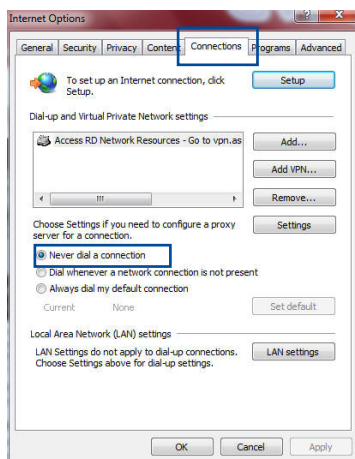 Internet Options
General Security Privacy Content Connections Programs Advanced
To set up an Internet connection, click
Setup.
Setup
Dial-up and Virtual Private Network settings
Access RD Network Resources - Go to vpn.as
Add...
Add VPN...
Remove...
Choose Settings if you need to configure a proxy
server for a connection.
Settings
Never dial a connection
Dial whenever a network connection is not present
Always dial my default connection
Current None
Set default
Local Area Network (LAN) settings
LAN Settings do not apply to dial-up connections.
Choose Settings above for dial-up settings.
LAN settings
OK Cancel Apply